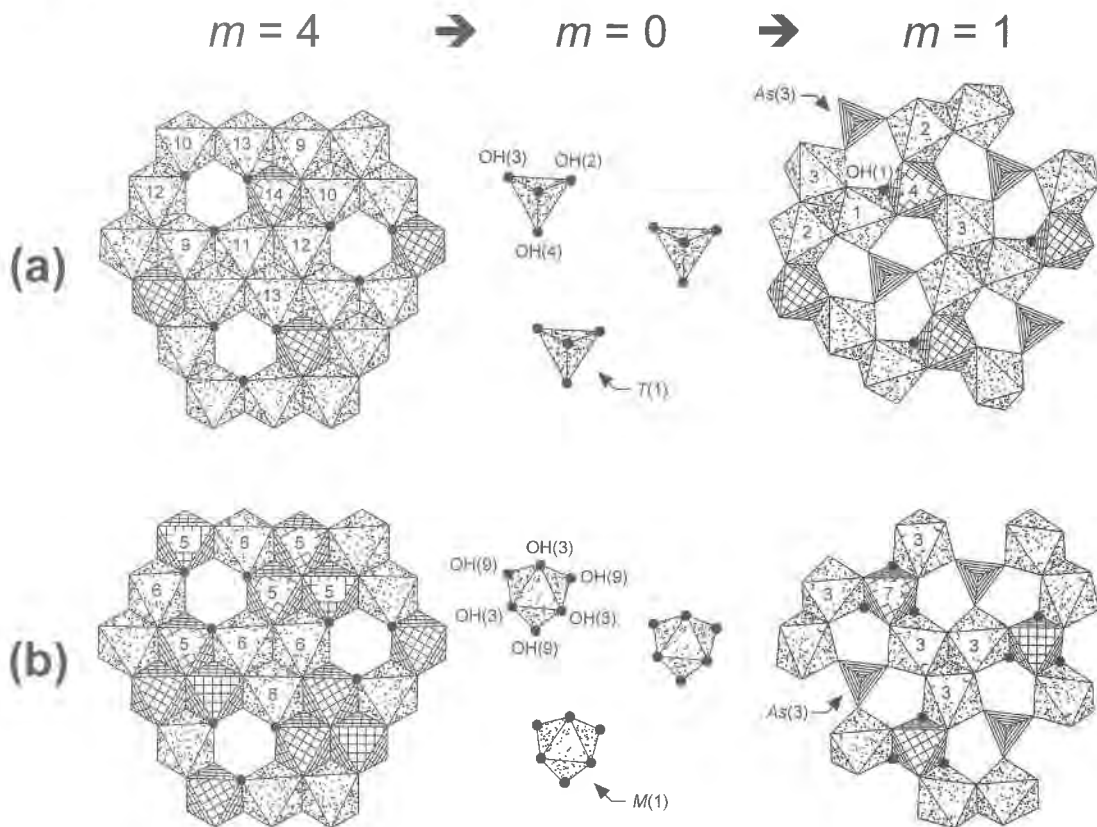 m = 4 → m = 0 → m = 1
(a)
10 13 9
12 14 10
9 11 12
13
OH(3) OH(2)
OH(4)
T(1)
As(3)
2
OH(1)
3 4
1
2 3
(b)
5 6 5
6 5 5
5 6 6
6
OH(3)
OH(9) OH(9)
OH(3) OH(3)
OH(9)
M(1)
3
3 7
3 3
As(3) 3